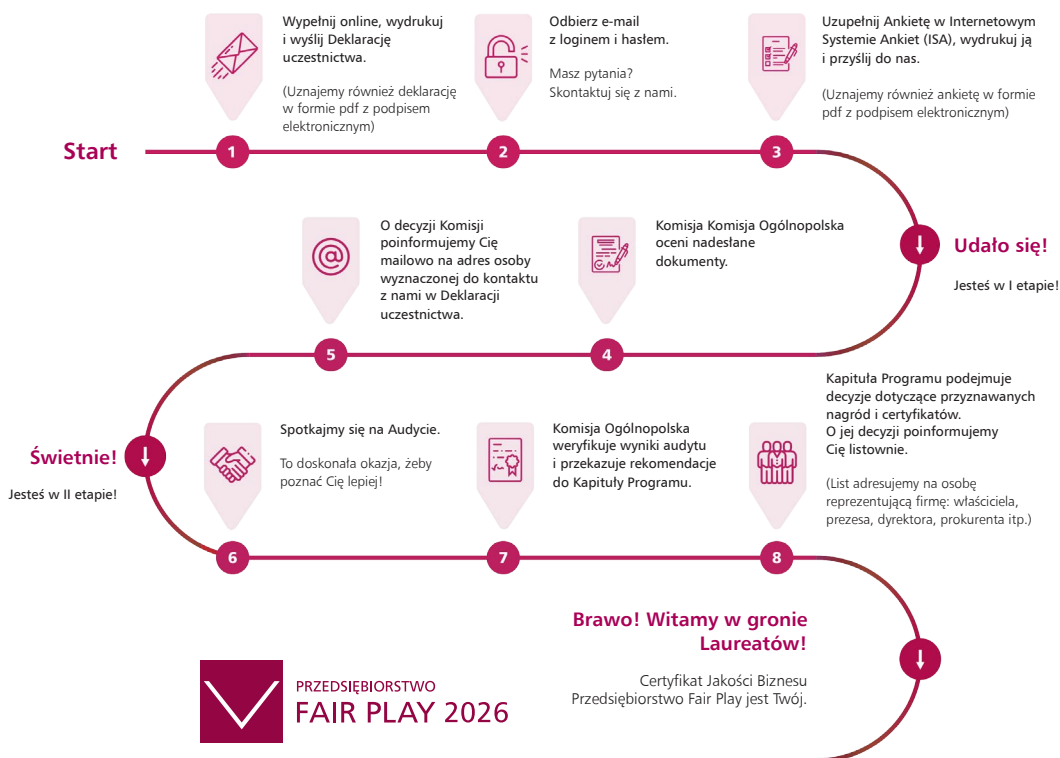 Wypełnij online, wydrukuj
i wyślij Deklarację
uczestnictwa.
(Uznajemy również deklarację
w formie pdf z podpisem
elektronicznym)
Odbierz e-mail
z loginem i hasłem.
Masz pytania?
Skontaktuj się z nami.
Uzupełnij Ankietę w Internetowym
Systemie Ankiet (ISA), wydrukuj ją
i przyślij do nas.
(Uznajemy również ankietę w formie
pdf z podpisem elektronicznym)
Start
1
2
3
Udało się!
Jesteś w I etapie!
Komisja Komisja Ogólnopolska
oceni nadesłane
dokumenty.
4
O decyzji Komisji
poinformujemy Cię
mailowo na adres osoby
wyznaczonej do kontaktu
z nami w Deklaracji
uczestnictwa.
5
Świetnie!
Jesteś w II etapie!
Spotkajmy się na Audycie.
To doskonała okazja, żeby
poznać Cię lepiej!
6
Komisja Ogólnopolska
weryfikuje wyniki audytu
i przekazuje rekomendacje
do Kapituły Programu.
7
Kapituła Programu podejmuje
decyzje dotyczące przyznawanych
nagród i certyfikatów.
O jej decyzji poinformujemy
Cię listownie.
(List adresujemy na osobę
reprezentującą firmę: właściciela,
prezesa, dyrektora, prokurenta itp.)
8
Brawo! Witamy w gronie
Laureatów!
Certyfikat Jakości Biznesu
Przedsiębiorstwo Fair Play jest Twój.
PRZEDSIĘBIORSTWO
FAIR PLAY 2026